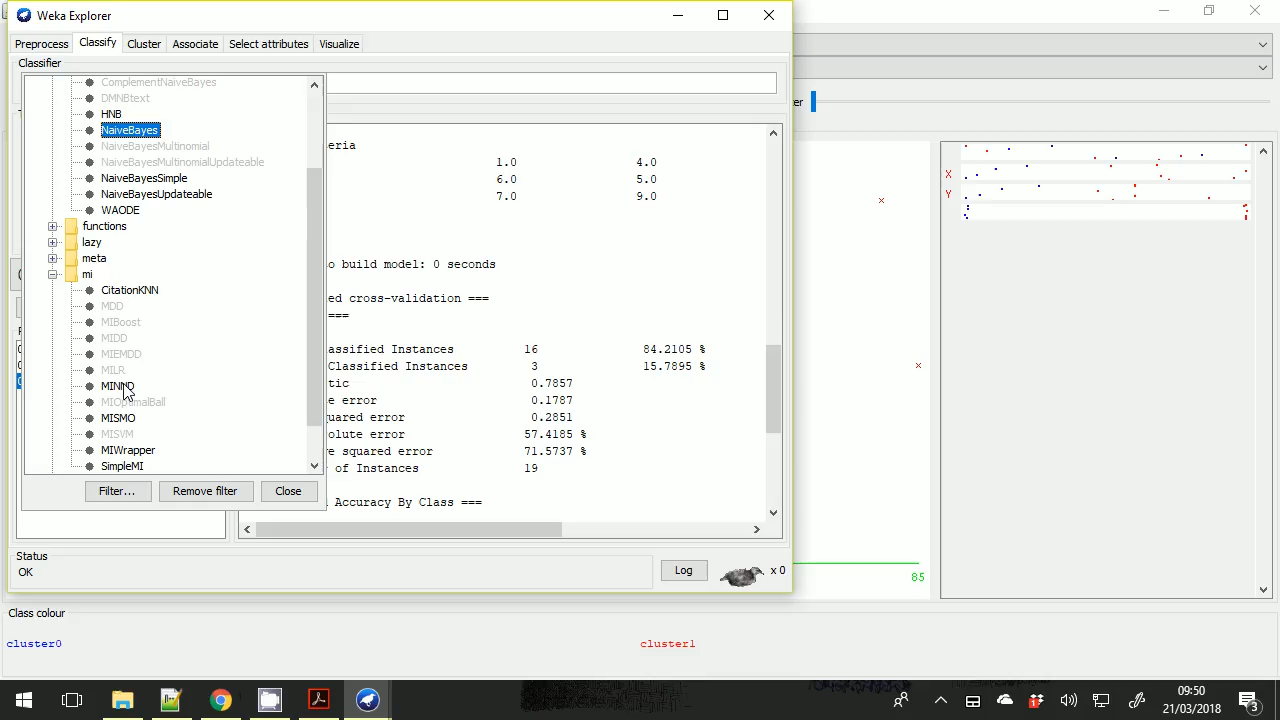 Weka Explorer
Preprocess Classify Cluster Associate Select attributes Visualize
Classifier
ComplementNaiveBayes
DMNBtext
HNB
NaiveBayes
NaiveBayesMultinomial
NaiveBayesMultinomialUpdateable
NaiveBayesSimple
NaiveBayesUpdateable
WAODE
functions
lazy
meta
mi
CitationKNN
MDD
MIBoost
MIDD
MIEMDD
MILR
MINND
MIOptimalBall
MISMO
MISVM
MIWrapper
SimpleMI
Filter... Remove filter Close
eria
1.0 4.0
6.0 5.0
7.0 9.0
o build model: 0 seconds
ed cross-validation ===
===
assified Instances 16 84.2105 %
Classified Instances 3 15.7895 %
tic 0.7857
e error 0.1787
uared error 0.2851
olute error 57.4185 %
e squared error 71.5737 %
of Instances 19
Accuracy By Class ===
Status
OK
Log x 0
er
X
Y
85
Class colour
cluster0 cluster1
09:50
21/03/2018
3